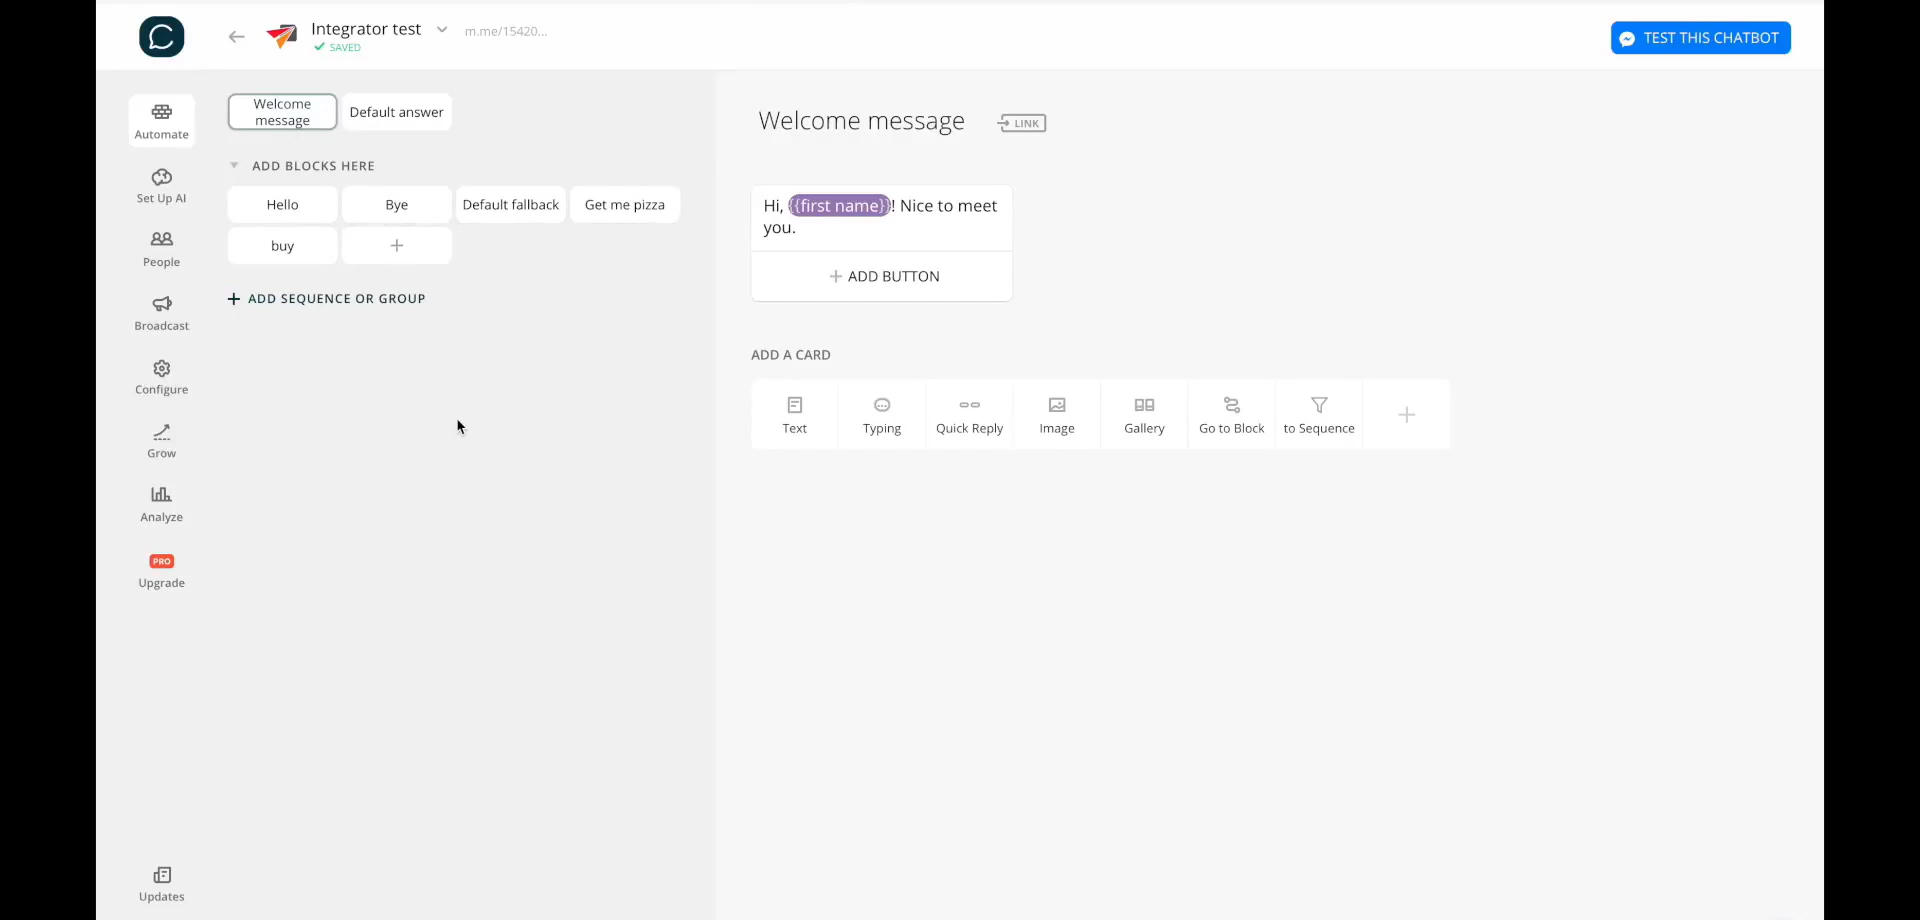 Integrator test
SAVED
m.me/15420...
TEST THIS CHATBOT
Automate
Set Up AI
People
Broadcast
Configure
Grow
Analyze
PRO
Upgrade
Updates
Welcome
message
Default answer
ADD BLOCKS HERE
Hello
Bye
Default fallback
Get me pizza
buy
+
+ ADD SEQUENCE OR GROUP
Welcome message
LINK
Hi, {{first name}}! Nice to meet
you.
+ ADD BUTTON
ADD A CARD
Text
Typing
Quick Reply
Image
Gallery
Go to Block
to Sequence
+